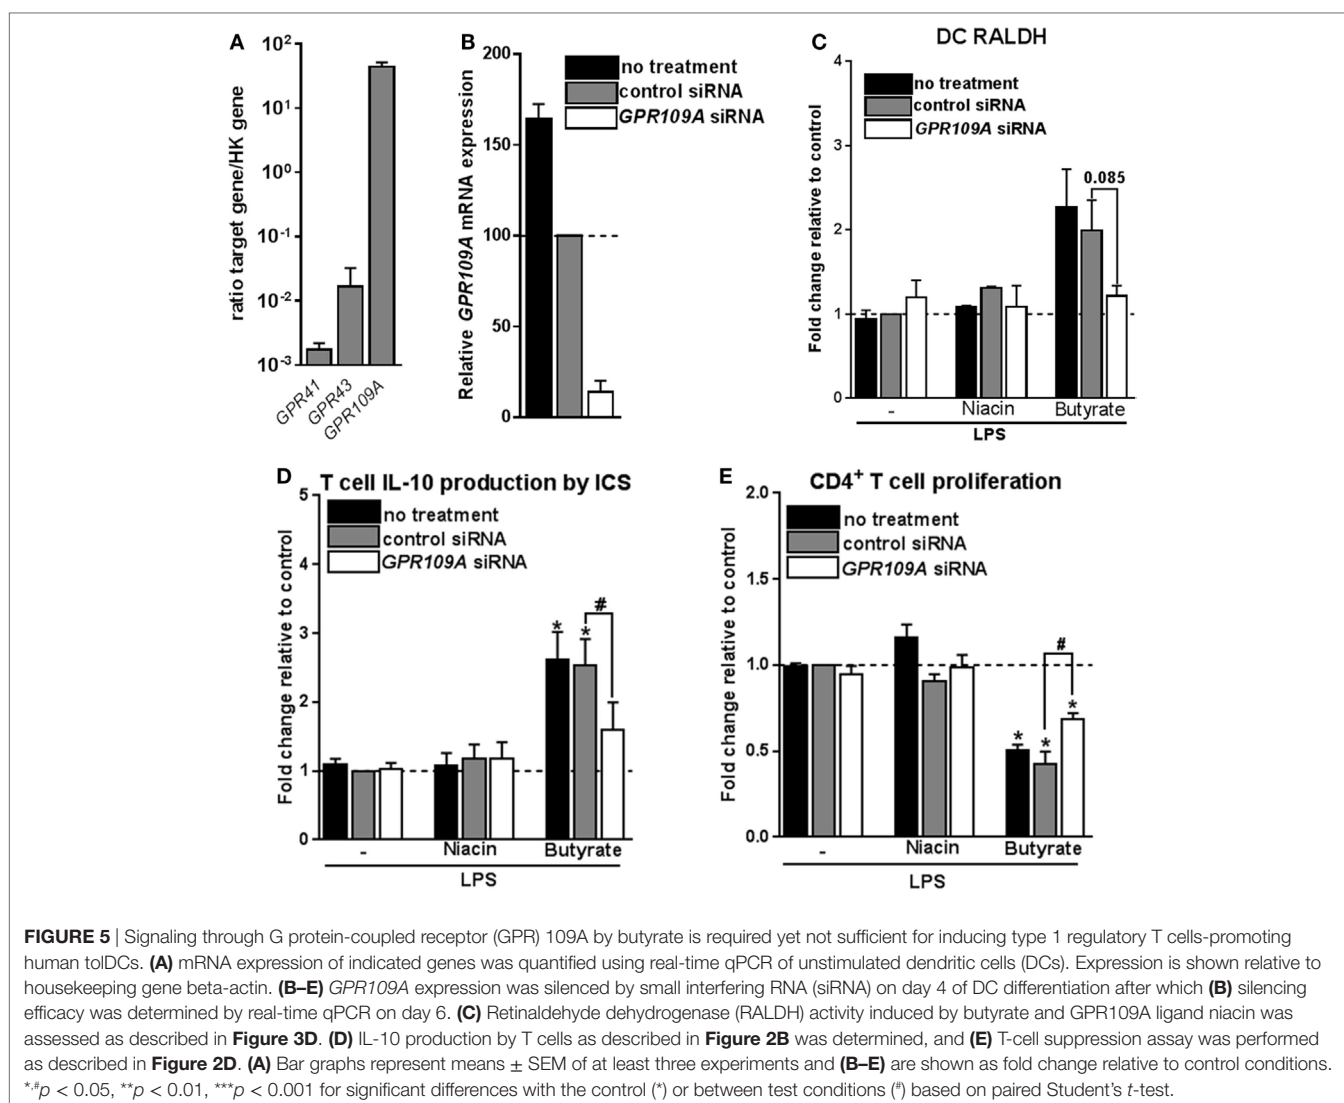 A
10²
10¹
10⁰
10⁻¹
10⁻²
10⁻³
ratio target gene/HK gene
GPR41
GPR43
GPR109A
B
200
150
100
50
0
Relative GPR109A mRNA expression
no treatment
control siRNA
GPR109A siRNA
C
DC RALDH
4
3
2
1
0
Fold change relative to control
no treatment
control siRNA
GPR109A siRNA
0.085
- Niacin Butyrate
LPS
D
T cell IL-10 production by ICS
5
4
3
2
1
0
Fold change relative to control
no treatment
control siRNA
GPR109A siRNA
* * #
- Niacin Butyrate
LPS
E
CD4⁺ T cell proliferation
2.0
1.5
1.0
0.5
0.0
Fold change relative to control
no treatment
control siRNA
GPR109A siRNA
#
* * *
- Niacin Butyrate
LPS
FIGURE 5 | Signaling through G protein-coupled receptor (GPR) 109A by butyrate is required yet not sufficient for inducing type 1 regulatory T cells-promoting
human tolDCs. (A) mRNA expression of indicated genes was quantified using real-time qPCR of unstimulated dendritic cells (DCs). Expression is shown relative to
housekeeping gene beta-actin. (B–E) GPR109A expression was silenced by small interfering RNA (siRNA) on day 4 of DC differentiation after which (B) silencing
efficacy was determined by real-time qPCR on day 6. (C) Retinaldehyde dehydrogenase (RALDH) activity induced by butyrate and GPR109A ligand niacin was
assessed as described in Figure 3D. (D) IL-10 production by T cells as described in Figure 2B was determined, and (E) T-cell suppression assay was performed
as described in Figure 2D. (A) Bar graphs represent means ± SEM of at least three experiments and (B–E) are shown as fold change relative to control conditions.
*,#p < 0.05, **p < 0.01, ***p < 0.001 for significant differences with the control (*) or between test conditions (#) based on paired Student's t-test.